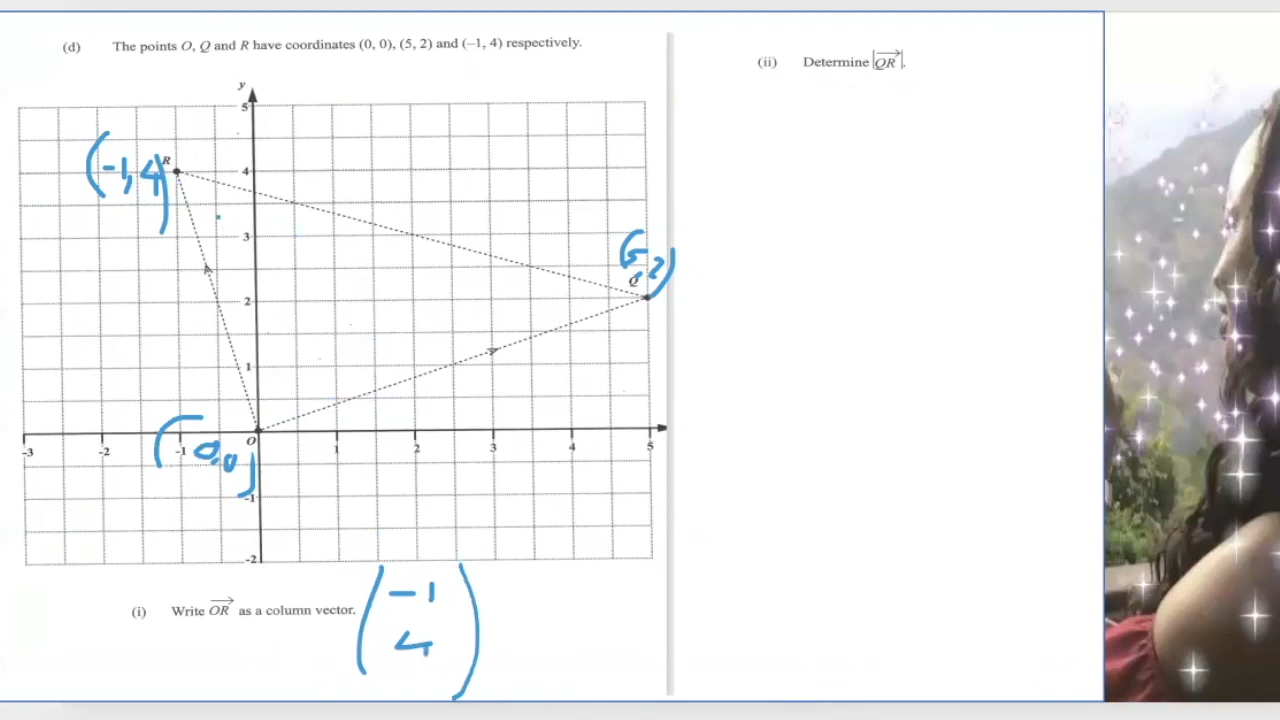 (d) The points O, Q and R have coordinates (0, 0), (5, 2) and (–1, 4) respectively.
y
5
(-1, 4) R
4
3
(5, 2)
Q
2
1
(0,0) O
-3 -2 -1 1 2 3 4 5
-1
-2
(i) Write OR as a column vector. (-1
4)
(ii) Determine |QR|.